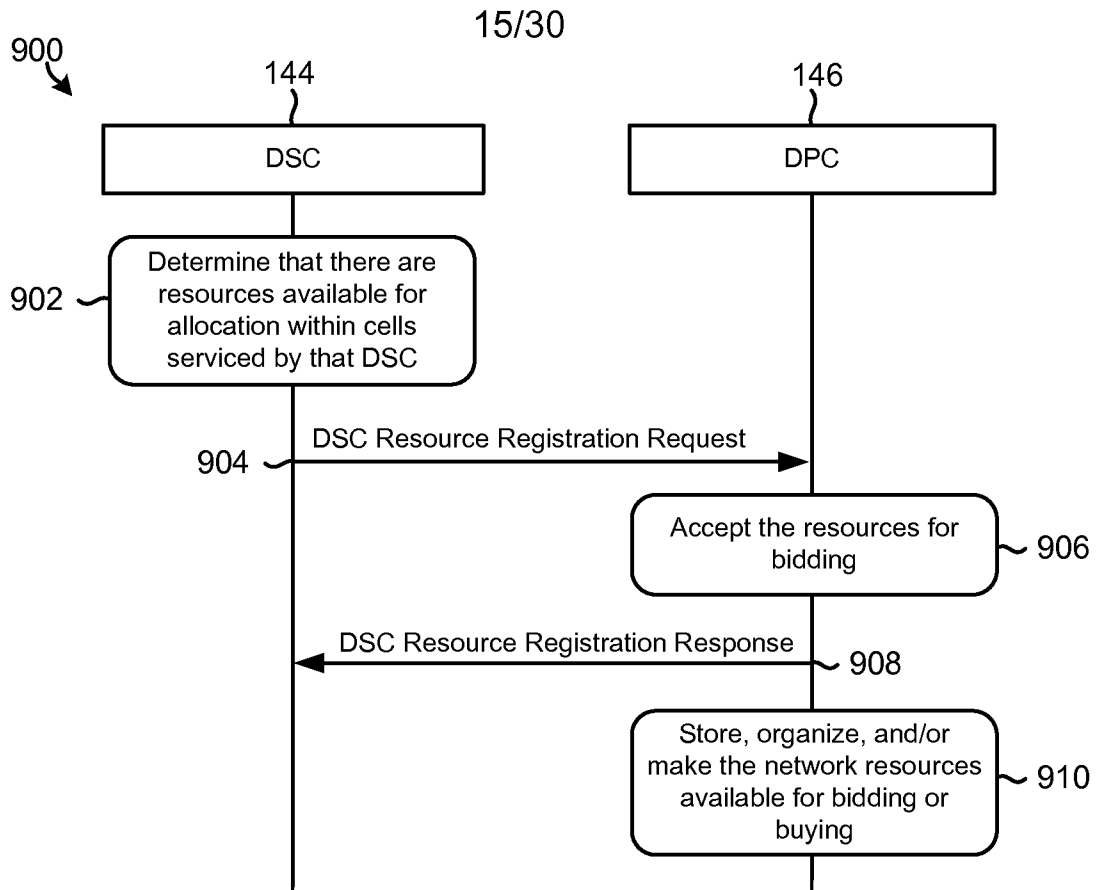 15/30
900
144
146
DSC
DPC
902
Determine that there are
resources available for
allocation within cells
serviced by that DSC
DSC Resource Registration Request
904
Accept the resources for
bidding
906
DSC Resource Registration Response
908
Store, organize, and/or
make the network resources
available for bidding or
buying
910